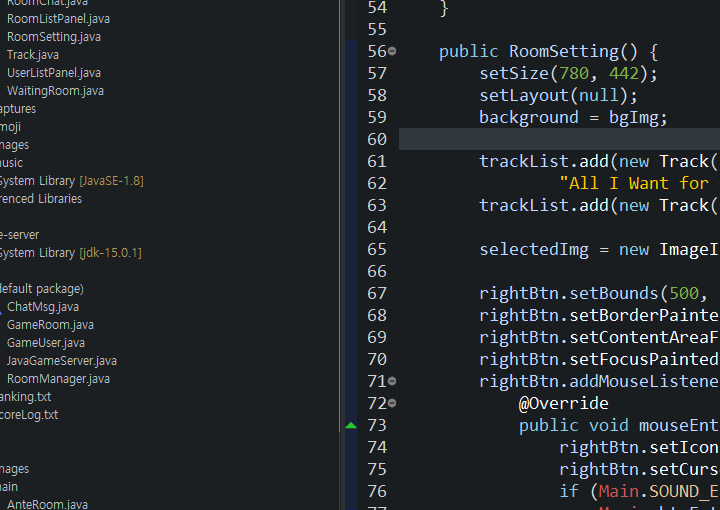 RoomChat.java
RoomListPanel.java
RoomSetting.java
Track.java
UserListPanel.java
WaitingRoom.java
aptures
moji
mages
usic
System Library [JavaSE-1.8]
renced Libraries
e-server
System Library [jdk-15.0.1]
default package)
ChatMsg.java
GameRoom.java
GameUser.java
JavaGameServer.java
RoomManager.java
anking.txt
coreLog.txt
mages
nain
AnteRoom.java
54 }
55
56 public RoomSetting() {
57 setSize(780, 442);
58 setLayout(null);
59 background = bgImg;
60
61 trackList.add(new Track(
62 "All I Want for
63 trackList.add(new Track(
64
65 selectedImg = new ImageI
66
67 rightBtn.setBounds(500,
68 rightBtn.setBorderPainte
69 rightBtn.setContentAreaF
70 rightBtn.setFocusPainted
71 rightBtn.addMouseListene
72 @Override
73 public void mouseEnt
74 rightBtn.setIcon
75 rightBtn.setCurs
76 if (Main.SOUND_E